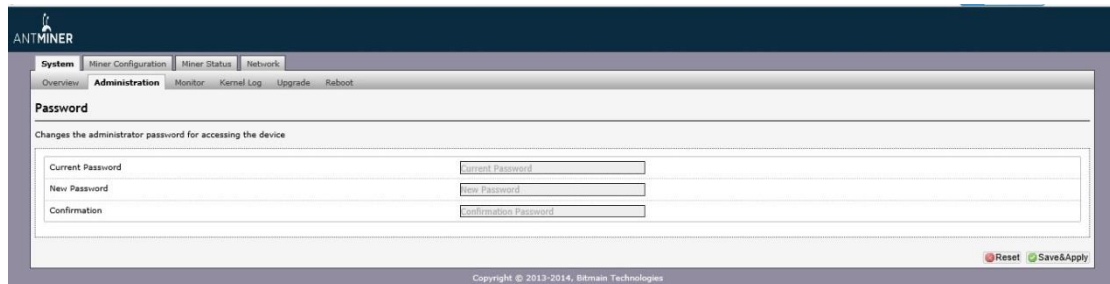 ANTMINER
System Miner Configuration Miner Status Network
Overview Administration Monitor Kernel Log Upgrade Reboot
Password
Changes the administrator password for accessing the device
Current Password Current Password
New Password New Password
Confirmation Confirmation Password
Reset Save&Apply
Copyright © 2013-2014, Bitmain Technologies